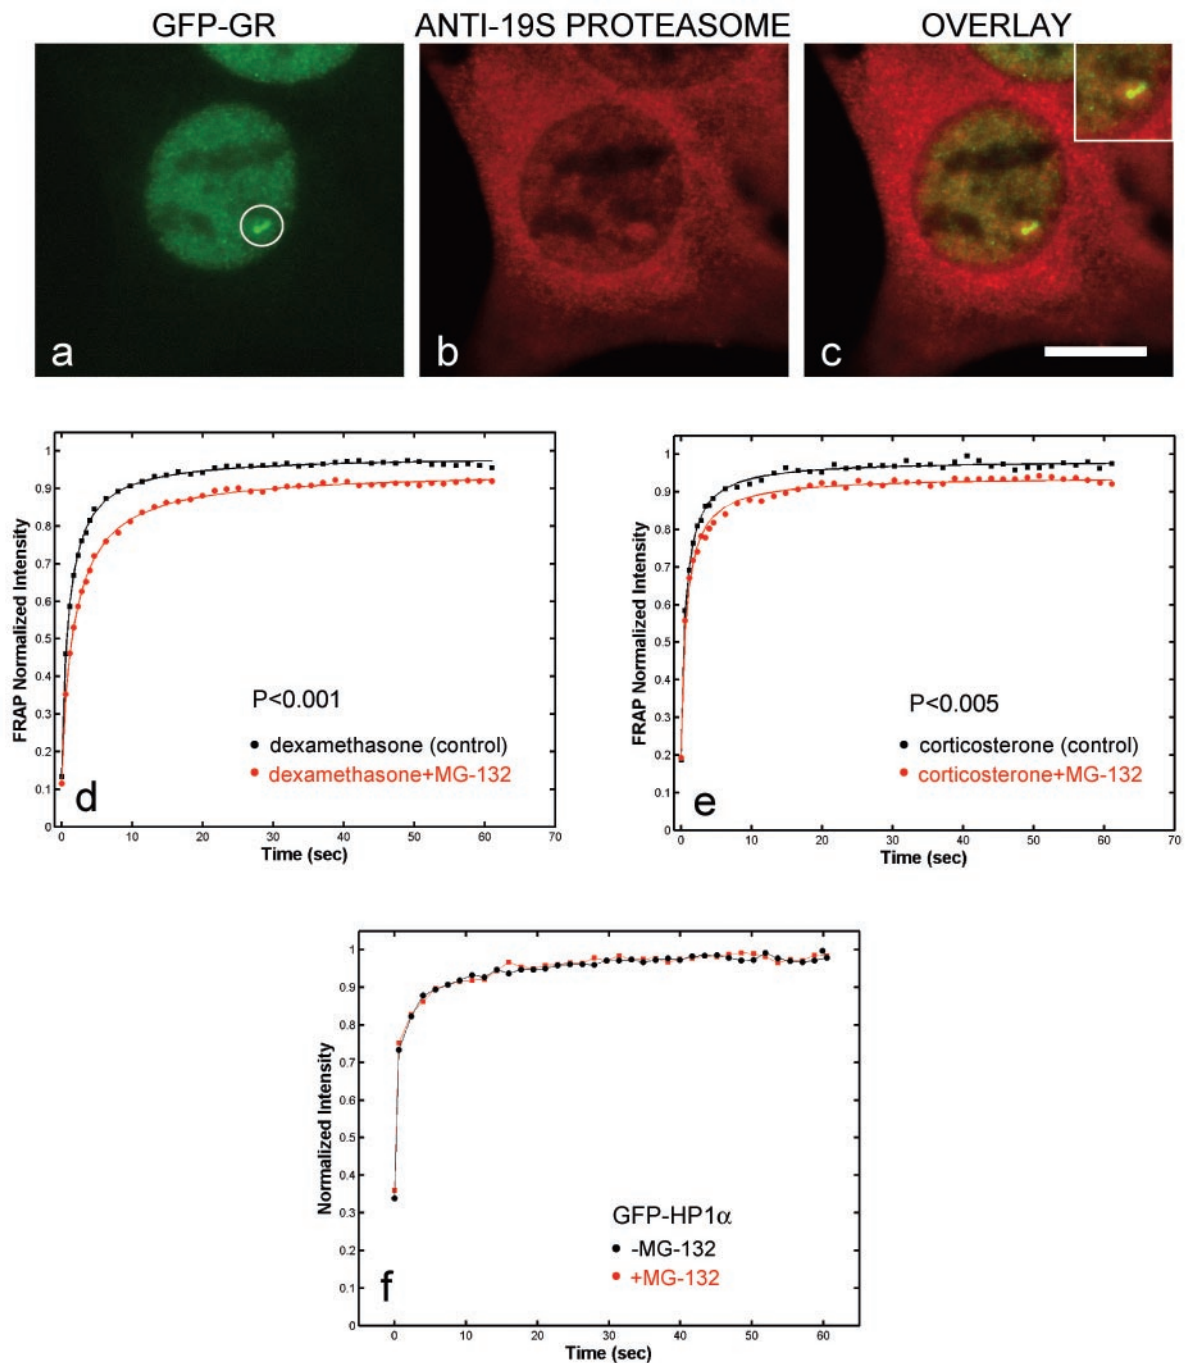 GFP-GR
ANTI-19S PROTEASOME
OVERLAY
a
b
c
FRAP Normalized Intensity
1
0.9
0.8
0.7
0.6
0.5
0.4
0.3
0.2
0.1
0
P<0.001
dexamethasone (control)
dexamethasone+MG-132
d
0 10 20 30 40 50 60 70
Time (sec)
FRAP Normalized Intensity
1
0.9
0.8
0.7
0.6
0.5
0.4
0.3
0.2
0.1
0
P<0.005
corticosterone (control)
corticosterone+MG-132
e
0 10 20 30 40 50 60 70
Time (sec)
Normalized Intensity
1
0.9
0.8
0.7
0.6
0.5
0.4
0.3
0.2
0.1
0
GFP-HP1α
-MG-132
+MG-132
f
0 10 20 30 40 50 60
Time (sec)